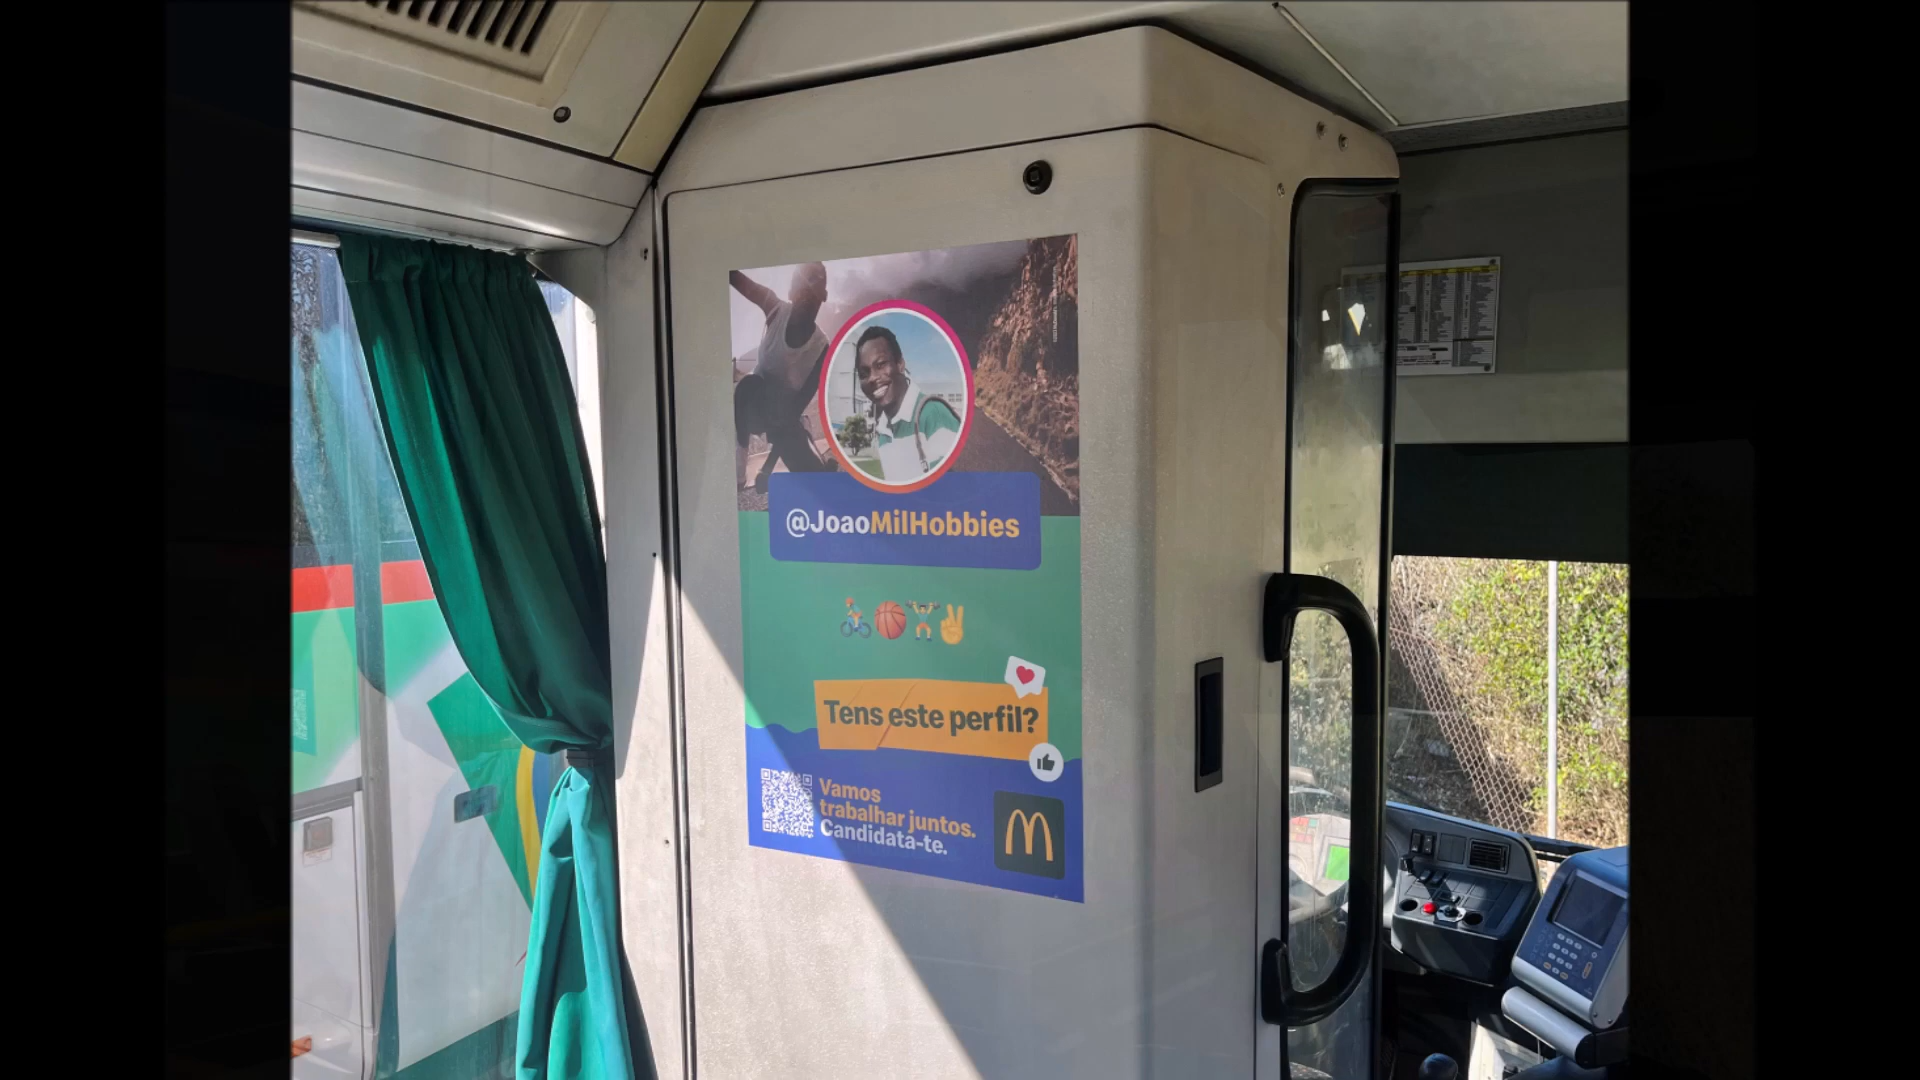 @JoaoMilHobbies
Tens este perfil?
Vamos
trabalhar juntos.
Candidata-te.